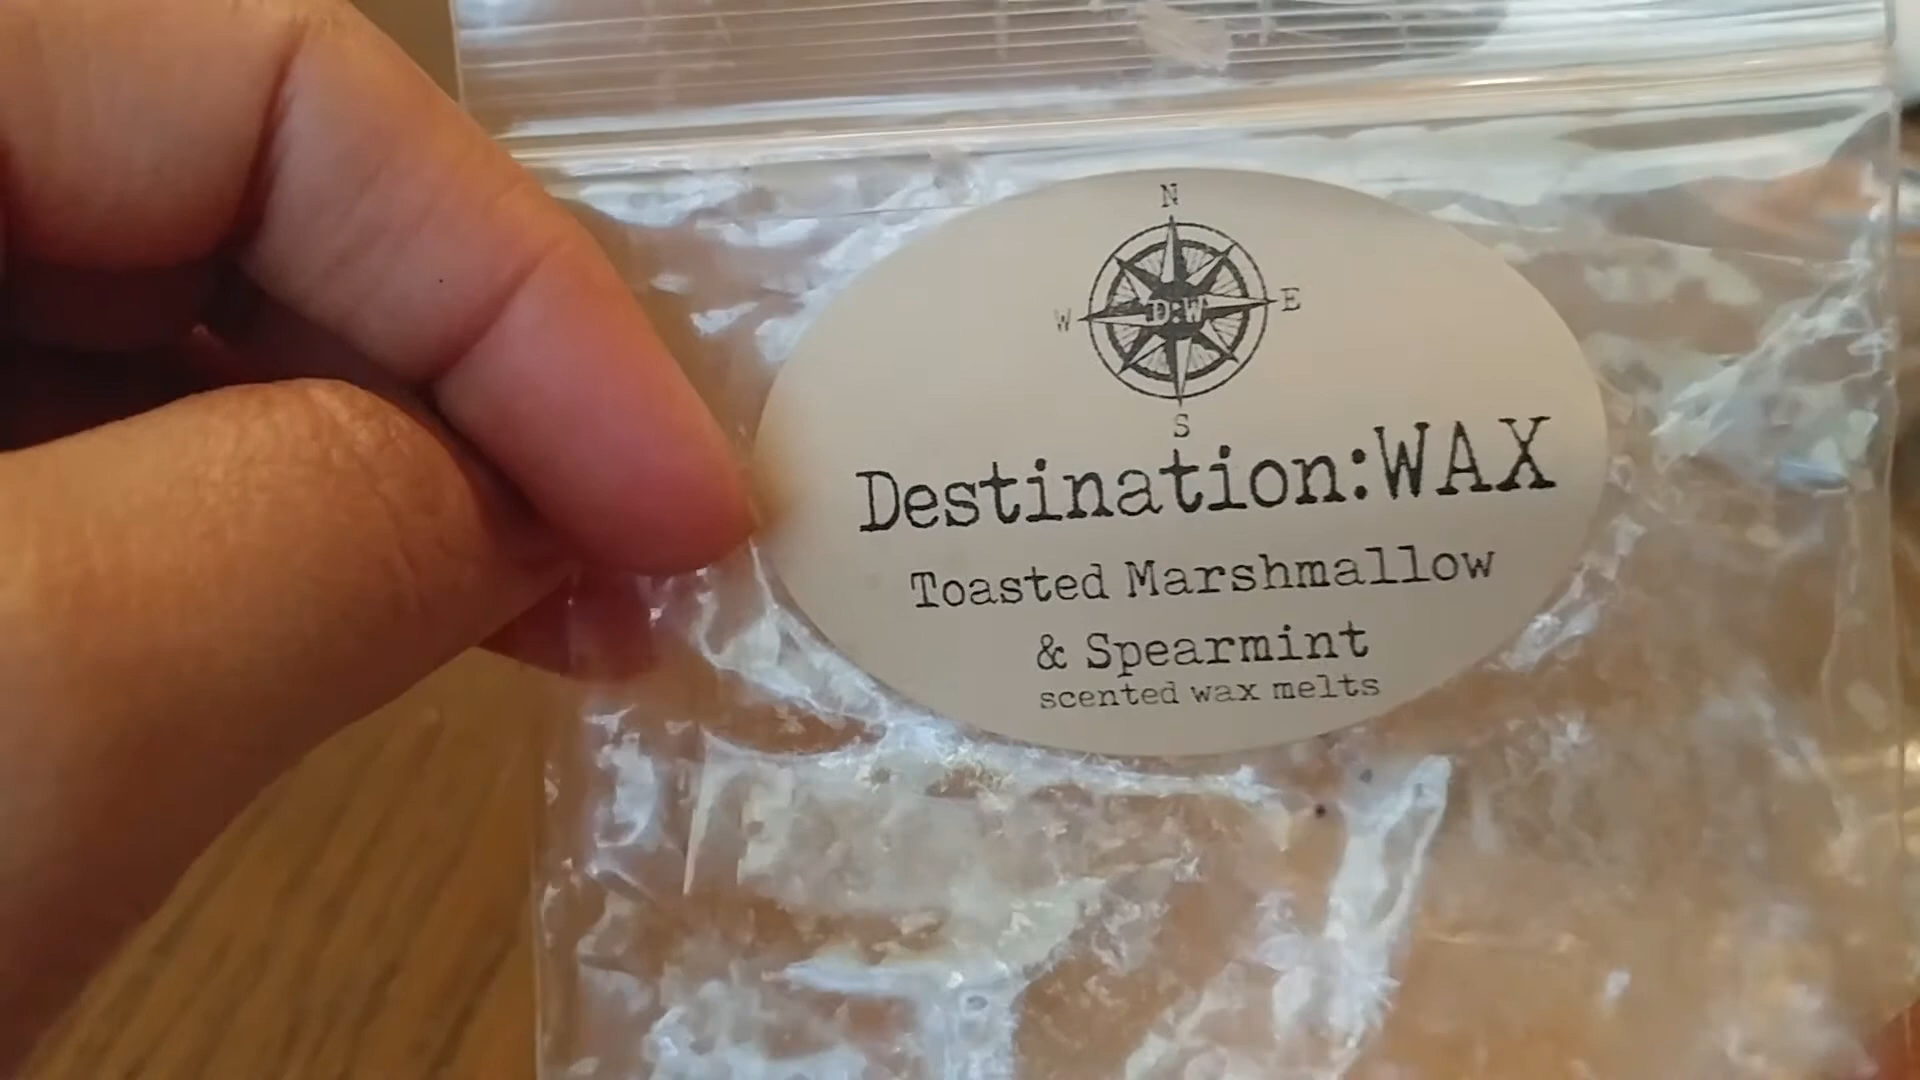 N
W D:W E
S
Destination:WAX
Toasted Marshmallow
& Spearmint
scented wax melts